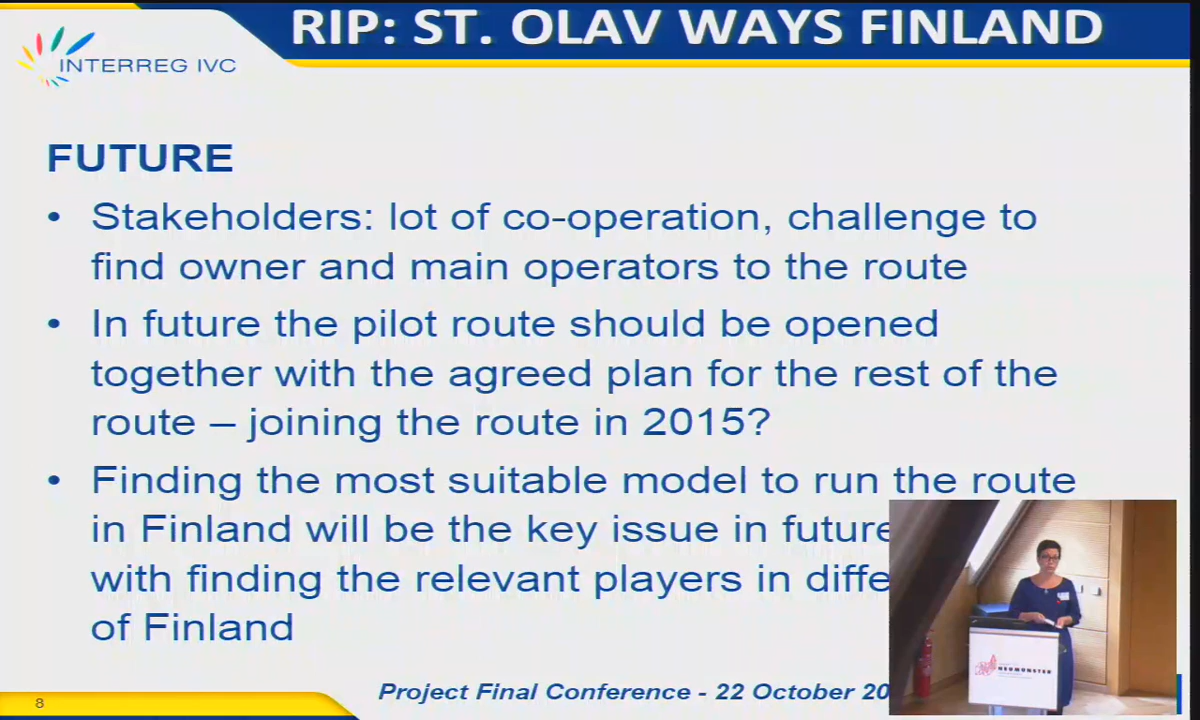 RIP: ST. OLAV WAYS FINLAND
INTERREG IVC
FUTURE
• Stakeholders: lot of co-operation, challenge to
find owner and main operators to the route
• In future the pilot route should be opened
together with the agreed plan for the rest of the
route – joining the route in 2015?
• Finding the most suitable model to run the route
in Finland will be the key issue in future
with finding the relevant players in diffe
of Finland
NEUMÜNSTER
Project Final Conference - 22 October 20
8